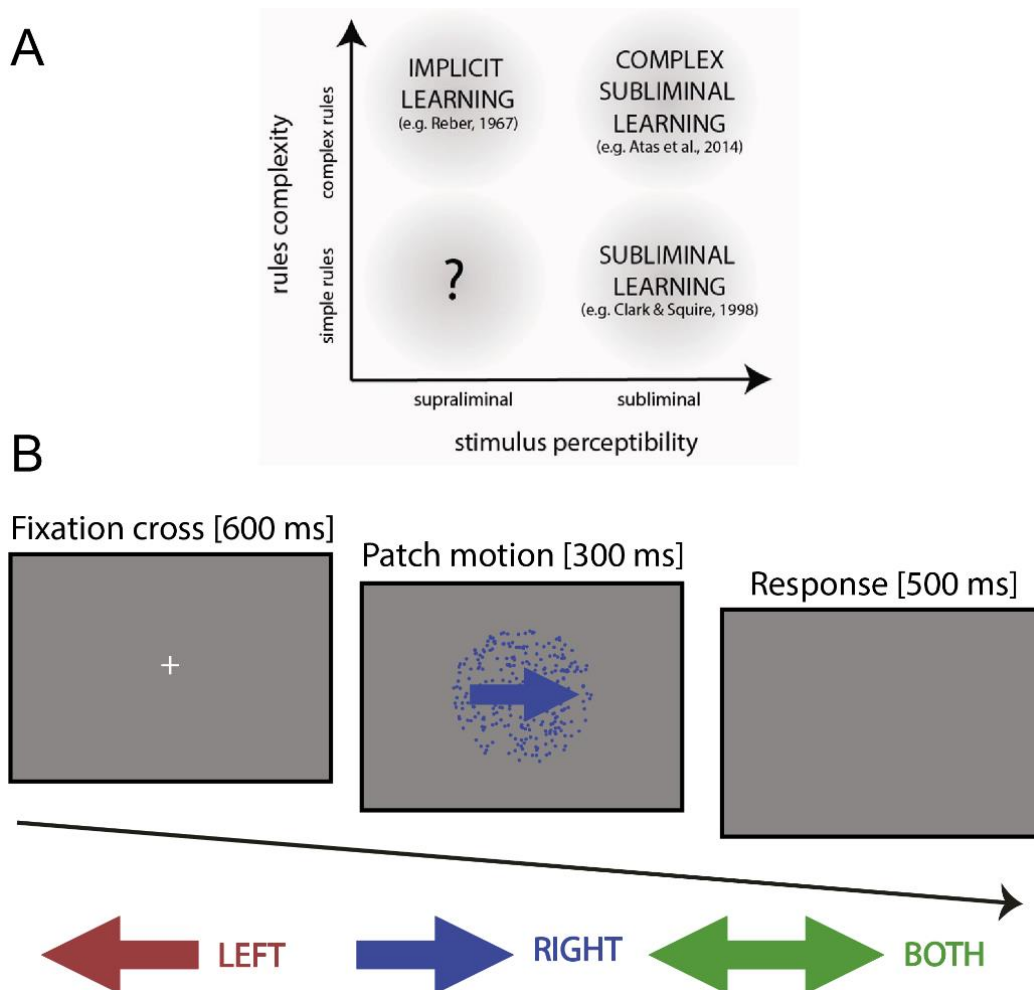 A
IMPLICIT
LEARNING
(e.g. Reber, 1967)
COMPLEX
SUBLIMINAL
LEARNING
(e.g. Atas et al., 2014)
rules complexity
complex rules
simple rules
?
SUBLIMINAL
LEARNING
(e.g. Clark & Squire, 1998)
supraliminal
subliminal
stimulus perceptibility
B
Fixation cross [600 ms]
Patch motion [300 ms]
Response [500 ms]
LEFT
RIGHT
BOTH